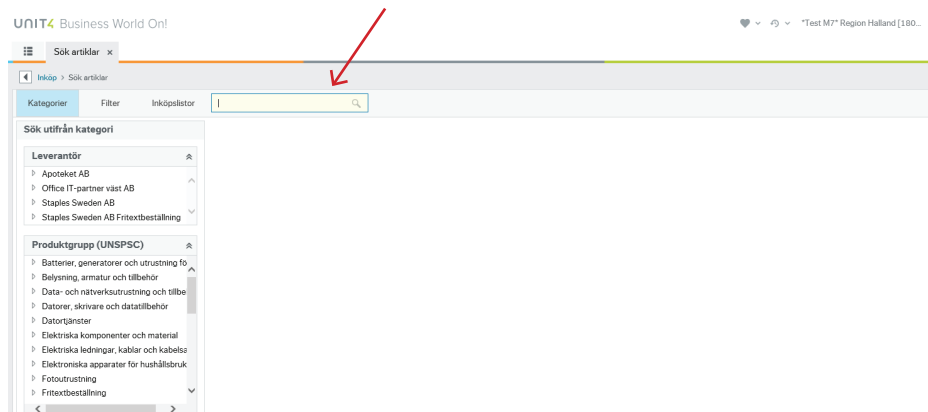 UNIT4 Business World On!
"Test M7" Region Halland [180...
Sök artiklar ×
Inköp > Sök artiklar
Kategorier Filter Inköpslistor
Sök utifrån kategori
Leverantör
Apoteket AB
Office IT-partner väst AB
Staples Sweden AB
Staples Sweden AB Fritextbeställning
Produktgrupp (UNSPSC)
Batterier, generatorer och utrustning fö
Belysning, armatur och tillbehör
Data- och nätverksutrustning och tillbe
Datorer, skrivare och datatillbehör
Datortjänster
Elektriska komponenter och material
Elektriska ledningar, kablar och kabelsa
Elektroniska apparater för hushållsbruk
Fotoutrustning
Fritextbeställning